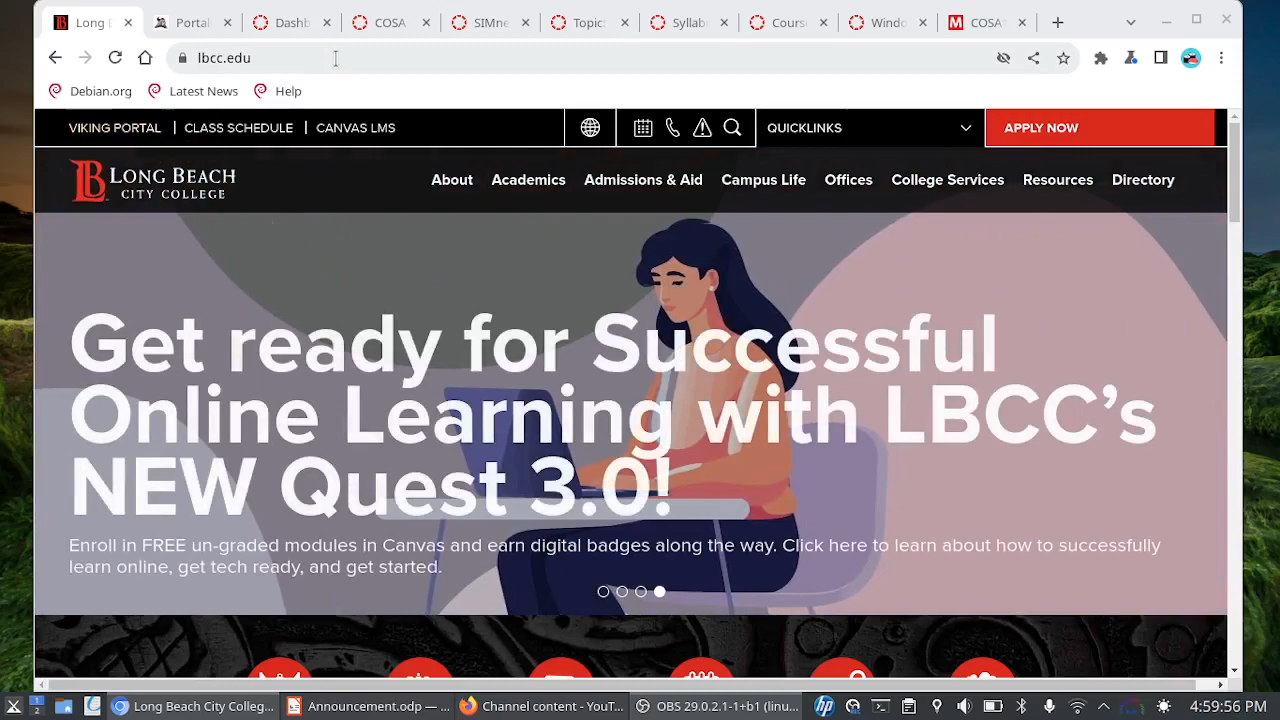 Long B
Portal
Dashb
COSA
SIMne
Topic:
Syllab
Cours
Windo
COSA
lbcc.edu
Debian.org
Latest News
Help
VIKING PORTAL
CLASS SCHEDULE
CANVAS LMS
QUICKLINKS
APPLY NOW
LB LONG BEACH
CITY COLLEGE
About
Academics
Admissions & Aid
Campus Life
Offices
College Services
Resources
Directory
Get ready for Successful
Online Learning with LBCC’s
NEW Quest 3.0!
Enroll in FREE un-graded modules in Canvas and earn digital badges along the way. Click here to learn about how to successfully
learn online, get tech ready, and get started.
1
2
Long Beach City Colleg...
Announcement.odp — ...
Channel content - YouT...
OBS 29.0.2.1-1+b1 (linu...
4:59:56 PM